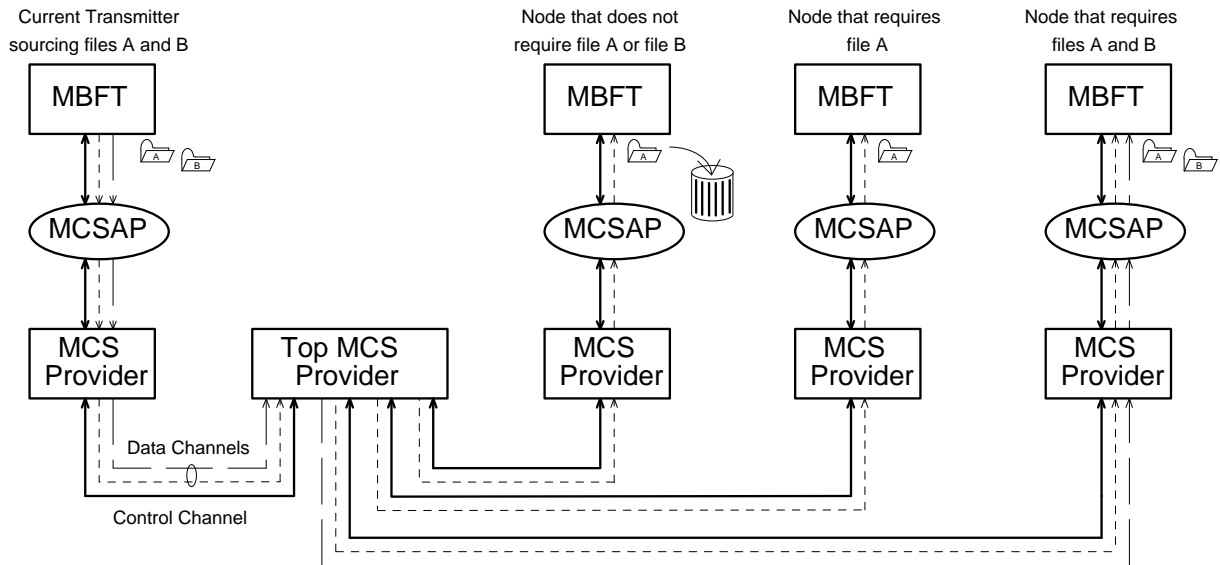 Current Transmitter
sourcing files A and B
Node that does not
require file A or file B
Node that requires
file A
Node that requires
files A and B
MBFT
MBFT
MBFT
MBFT
A
B
A
A
A
B
MCSAP
MCSAP
MCSAP
MCSAP
MCS
Provider
Top MCS
Provider
MCS
Provider
MCS
Provider
MCS
Provider
Data Channels
Control Channel